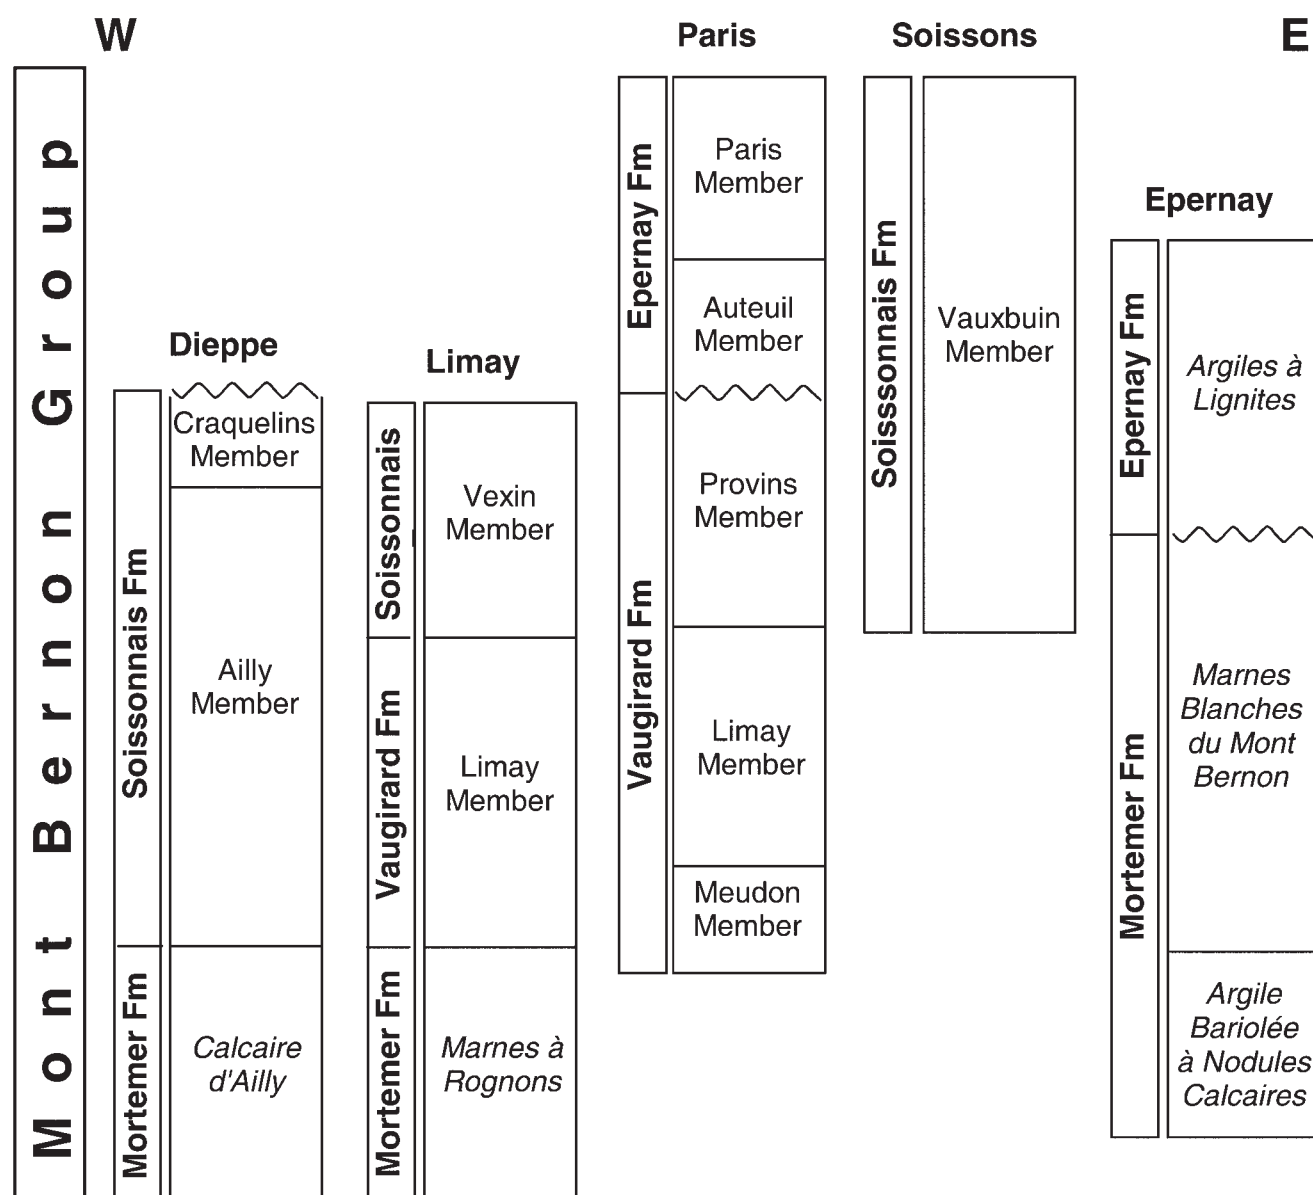 W
Paris
Soissons
E
Mont Bernon Group
Dieppe
Soissonnais Fm
Craquelins
Member
Ailly
Member
Mortemer Fm
Calcaire
d'Ailly
Limay
Soissonnais
Vexin
Member
Vaugirard Fm
Limay
Member
Mortemer Fm
Marnes à
Rognons
Epernay Fm
Paris
Member
Auteuil
Member
Vaugirard Fm
Provins
Member
Limay
Member
Meudon
Member
Soisssonnais Fm
Vauxbuin
Member
Epernay
Epernay Fm
Argiles à
Lignites
Mortemer Fm
Marnes
Blanches
du Mont
Bernon
Argile
Bariolée
à Nodules
Calcaires